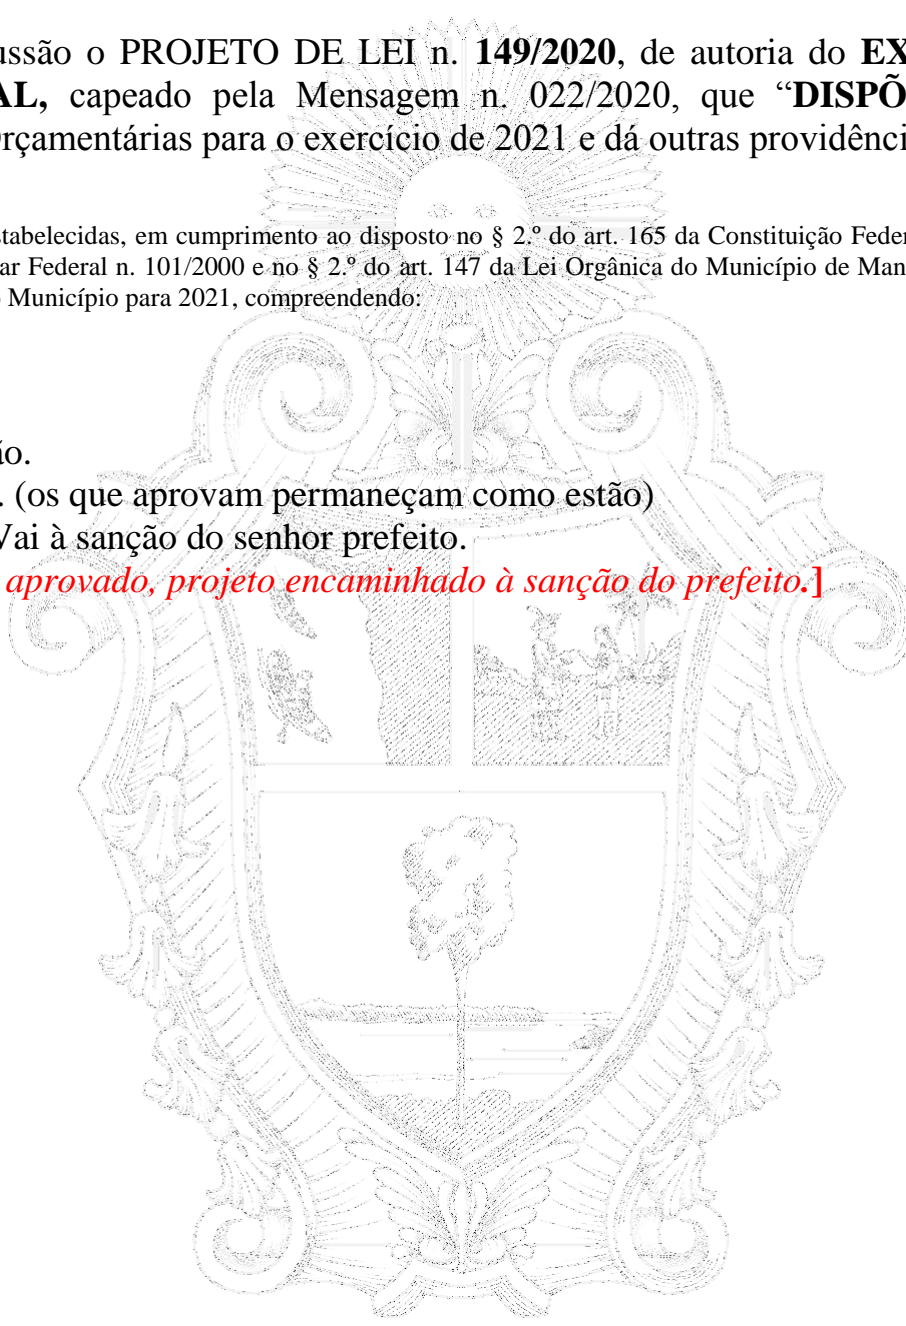 ussão o PROJETO DE LEI n. 149/2020, de autoria do EX
AL, capeado pela Mensagem n. 022/2020, que “DISPÕ
Orçamentárias para o exercício de 2021 e dá outras providênci
stabelecidas, em cumprimento ao disposto no § 2.º do art. 165 da Constituição Feder
ar Federal n. 101/2000 e no § 2.º do art. 147 da Lei Orgânica do Município de Man
o Município para 2021, compreendendo:
ão.
. (os que aprovam permaneçam como estão)
Vai à sanção do senhor prefeito.
aprovado, projeto encaminhado à sanção do prefeito.]